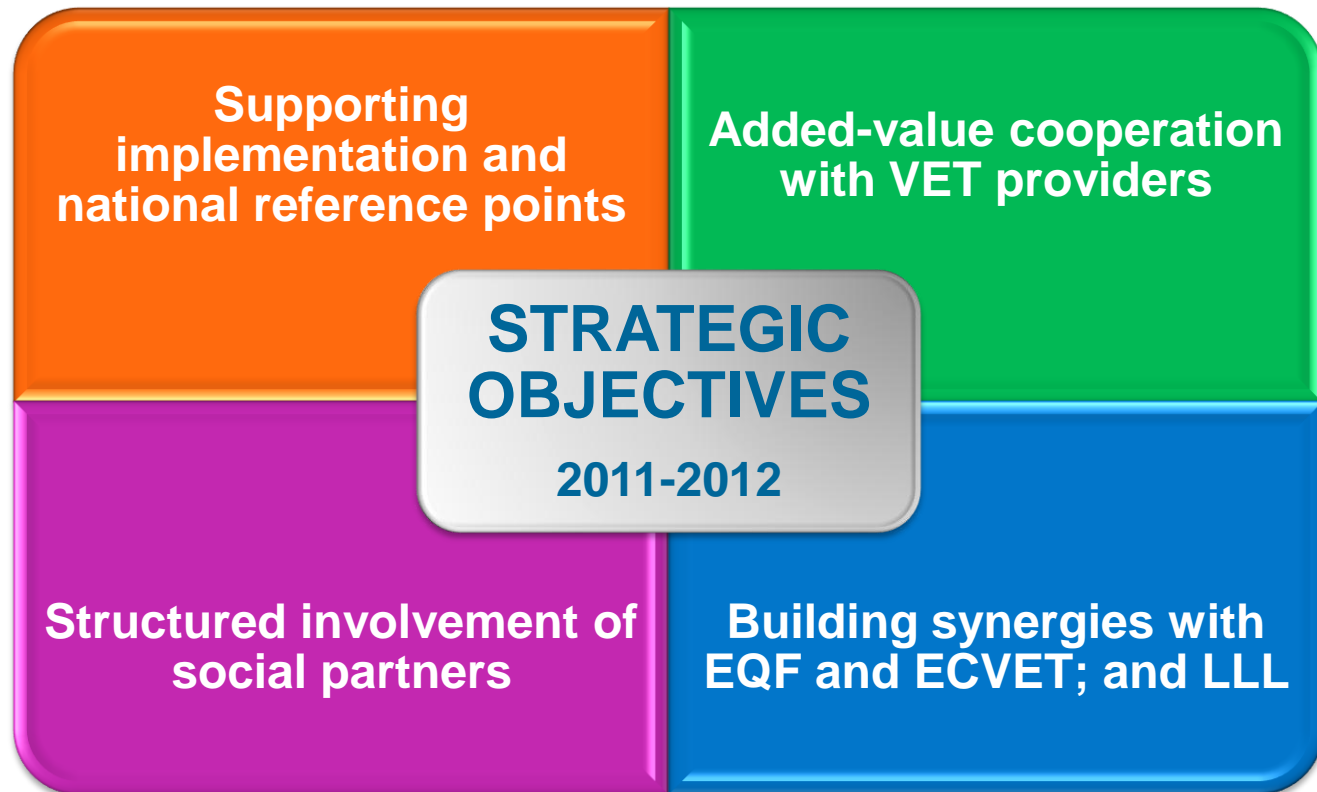 Supporting
implementation and
national reference points
Added-value cooperation
with VET providers
STRATEGIC
OBJECTIVES
2011-2012
Structured involvement of
social partners
Building synergies with
EQF and ECVET; and LLL